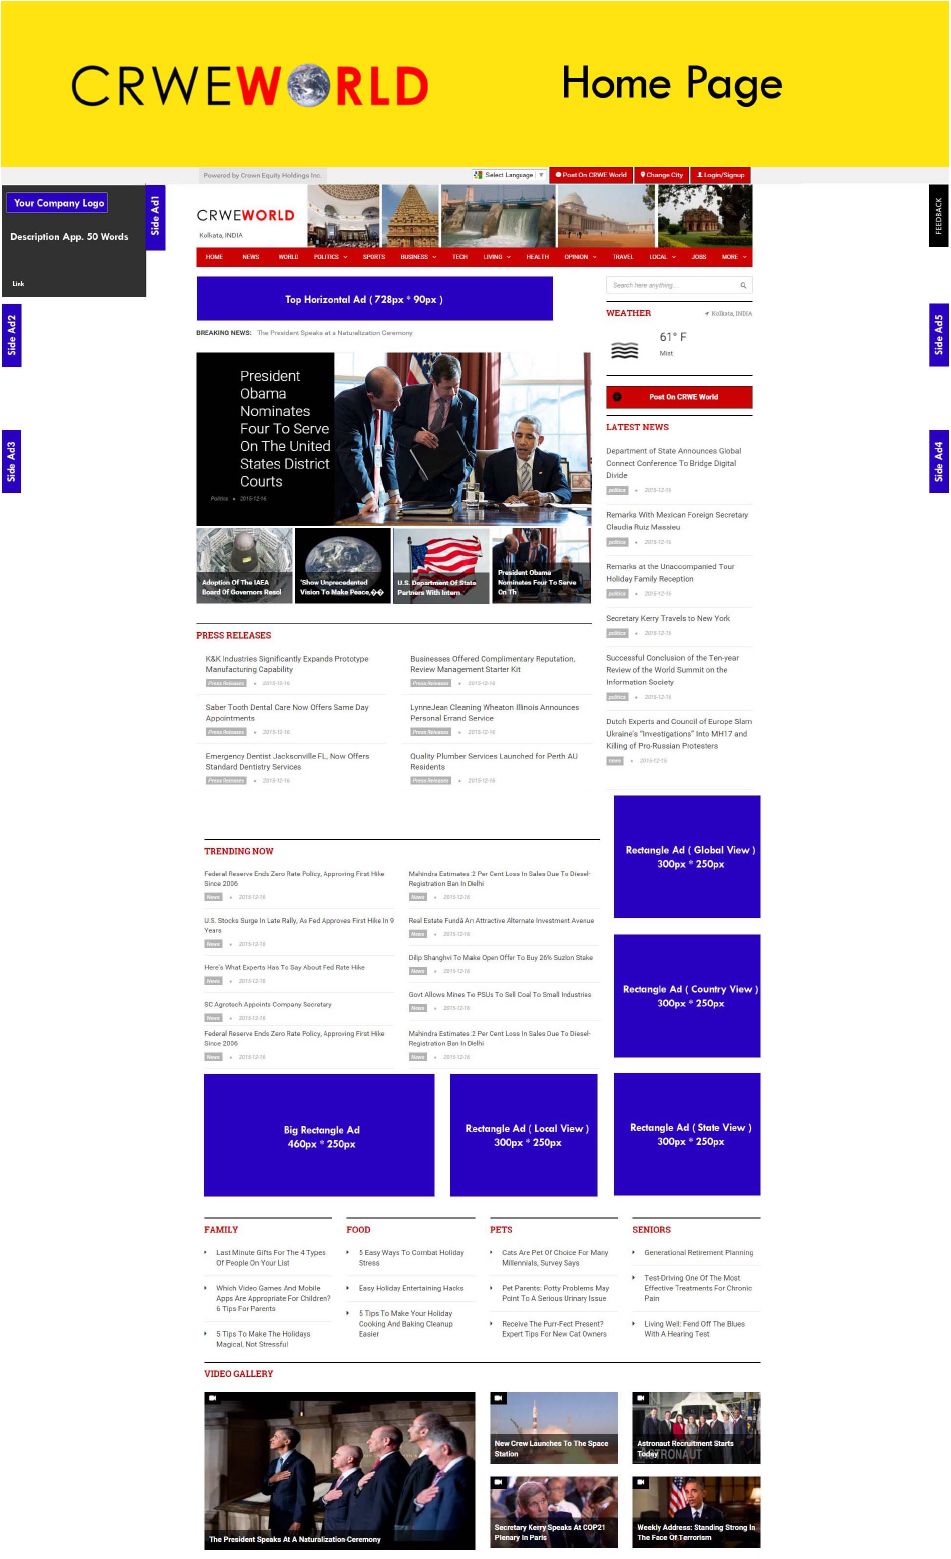 CRWEWORLD
Home Page
Powered by Crown Equity Holdings Inc.
Select Language
Post On CRWE World
Change City
Login/Signup
Your Company Logo
Description App. 50 Words
Link
Side Ad1
Side Ad2
Side Ad3
FEEDBACK
Side Ad5
Side Ad4
CRWEWORLD
Kolkata, INDIA
HOME NEWS WORLD POLITICS SPORTS BUSINESS TECH LIVING HEALTH OPINION TRAVEL LOCAL JOBS MORE
Top Horizontal Ad ( 728px * 90px )
BREAKING NEWS: The President Speaks at a Naturalization Ceremony
President
Obama
Nominates
Four To Serve
On The United
States District
Courts
Politics 2015-12-16
Adoption Of The IAEA
Board Of Governors Resol
'Show Unprecedented
Vision To Make Peace,��
U.S. Department Of State
Partners With Intern
President Obama
Nominates Four To Serve
On Th
Search here anything...
WEATHER
Kolkata, INDIA
61° F
Mist
Post On CRWE World
LATEST NEWS
Department of State Announces Global
Connect Conference To Bridge Digital
Divide
politics 2015-12-16
Remarks With Mexican Foreign Secretary
Claudia Ruiz Massieu
politics 2015-12-16
Remarks at the Unaccompanied Tour
Holiday Family Reception
politics 2015-12-16
Secretary Kerry Travels to New York
politics 2015-12-16
Successful Conclusion of the Ten-year
Review of the World Summit on the
Information Society
politics 2015-12-16
Dutch Experts and Council of Europe Slam
Ukraine's "Investigations" Into MH17 and
Killing of Pro-Russian Protesters
news 2015-12-15
PRESS RELEASES
K&K Industries Significantly Expands Prototype
Manufacturing Capability
Press Releases 2015-12-16
Saber Tooth Dental Care Now Offers Same Day
Appointments
Press Releases 2015-12-16
Emergency Dentist Jacksonville FL, Now Offers
Standard Dentistry Services
Press Releases 2015-12-16
Businesses Offered Complimentary Reputation,
Review Management Starter Kit
Press Releases 2015-12-16
LynneJean Cleaning Wheaton Illinois Announces
Personal Errand Service
Press Releases 2015-12-16
Quality Plumber Services Launched for Perth AU
Residents
Press Releases 2015-12-16
TRENDING NOW
Federal Reserve Ends Zero Rate Policy, Approving First Hike
Since 2006
News 2015-12-16
U.S. Stocks Surge In Late Rally, As Fed Approves First Hike In 9
Years
News 2015-12-16
Here's What Experts Has To Say About Fed Rate Hike
News 2015-12-16
SC Agrotech Appoints Company Secretary
News 2015-12-16
Federal Reserve Ends Zero Rate Policy, Approving First Hike
Since 2006
News 2015-12-16
Mahindra Estimates 2 Per Cent Loss In Sales Due To Diesel-
Registration Ban In Delhi
News 2015-12-16
Real Estate Fundâ An Attractive Alternate Investment Avenue
News 2015-12-16
Dilip Shanghvi To Make Open Offer To Buy 26% Suzlon Stake
News 2015-12-16
Govt Allows Mines To PSUs To Sell Coal To Small Industries
News 2015-12-16
Mahindra Estimates 2 Per Cent Loss In Sales Due To Diesel-
Registration Ban In Delhi
News 2015-12-16
Rectangle Ad ( Global View )
300px * 250px
Rectangle Ad ( Country View )
300px * 250px
Big Rectangle Ad
460px * 250px
Rectangle Ad ( Local View )
300px * 250px
Rectangle Ad ( State View )
300px * 250px
FAMILY
Last Minute Gifts For The 4 Types
Of People On Your List
Which Video Games And Mobile
Apps Are Appropriate For Children?
6 Tips For Parents
5 Tips To Make The Holidays
Magical, Not Stressful
FOOD
5 Easy Ways To Combat Holiday
Stress
Easy Holiday Entertaining Hacks
5 Tips To Make Your Holiday
Cooking And Baking Cleanup
Easier
PETS
Cats Are Pet Of Choice For Many
Millennials, Survey Says
Pet Parents: Potty Problems May
Point To A Serious Urinary Issue
Receive The Purr-Fect Present?
Expert Tips For New Cat Owners
SENIORS
Generational Retirement Planning
Test-Driving One Of The Most
Effective Treatments For Chronic
Pain
Living Well: Fend Off The Blues
With A Hearing Test
VIDEO GALLERY
The President Speaks At A Naturalization Ceremony
New Crew Launches To The Space
Station
Astronaut Recruitment Starts
Today
Secretary Kerry Speaks At COP21
Plenary In Paris
Weekly Address: Standing Strong In
The Face Of Terrorism